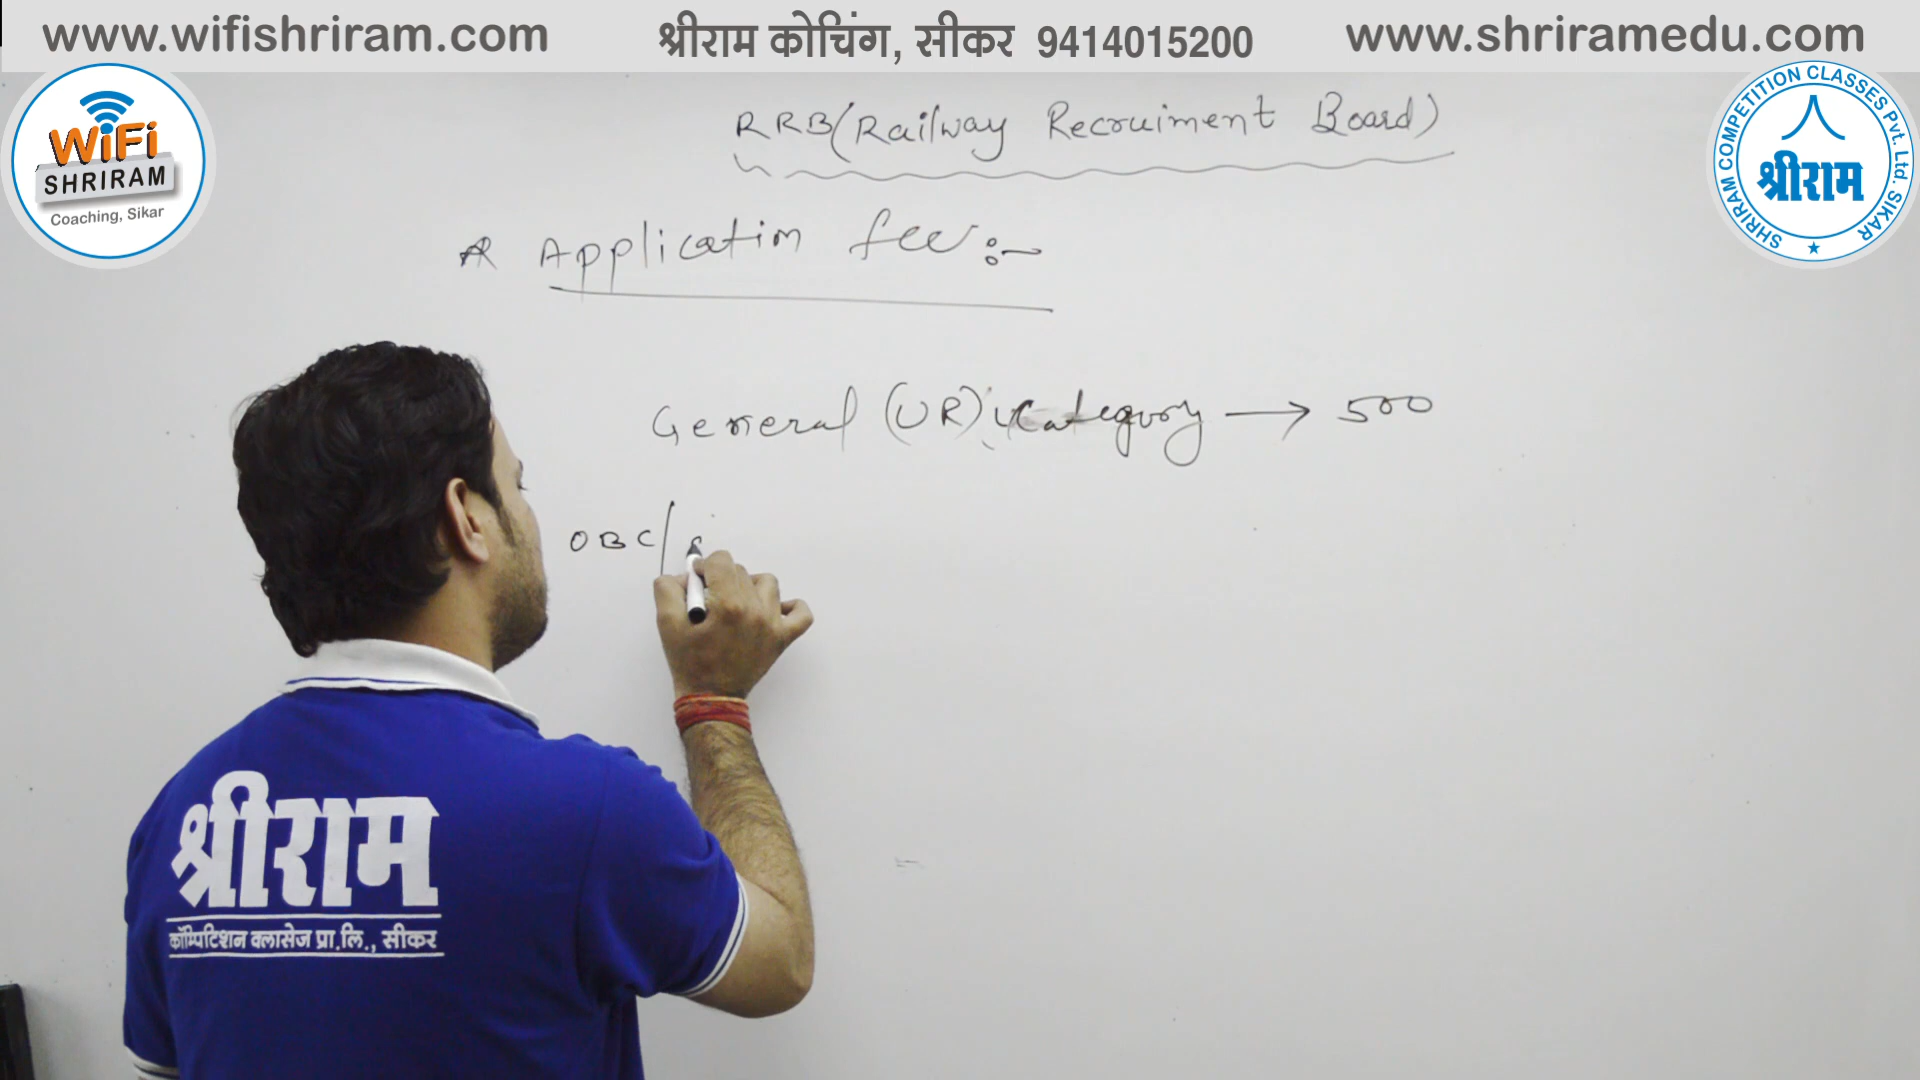 www.wifishriram.com
श्रीराम कोचिंग, सीकर 9414015200
www.shriramedu.com
WiFi
SHRIRAM
Coaching, Sikar
SHRIRAM COMPETITION CLASSES Pvt. Ltd. SIKAR
श्रीराम
RRB(Railway Recruiment Board)
Application fee:-
General (UR) Category → 500
OBC/
श्रीराम
कॉम्पिटिशन क्लासेज प्रा.लि., सीकर